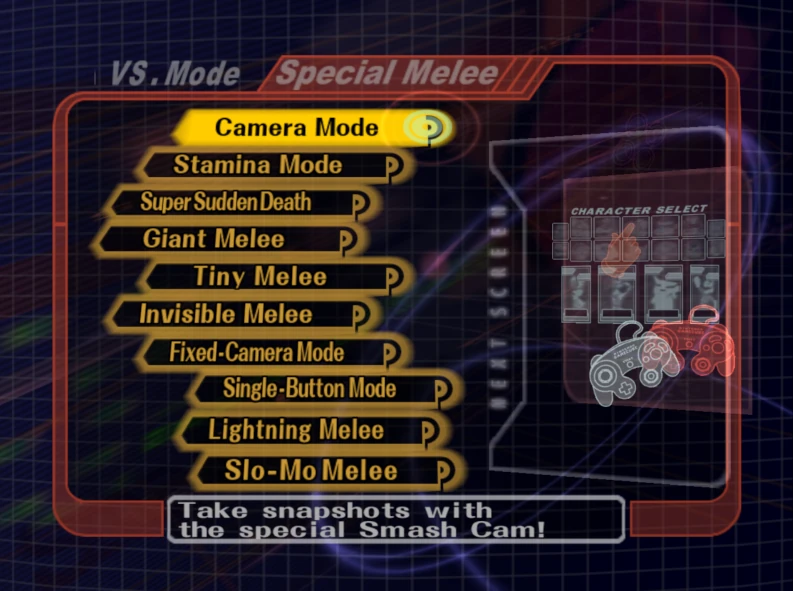 VS. Mode
Special Melee
Camera Mode
Stamina Mode
Super Sudden Death
Giant Melee
Tiny Melee
Invisible Melee
Fixed-Camera Mode
Single-Button Mode
Lightning Melee
Slo-Mo Melee
NEXT SCREEN
CHARACTER SELECT
Take snapshots with
the special Smash Cam!